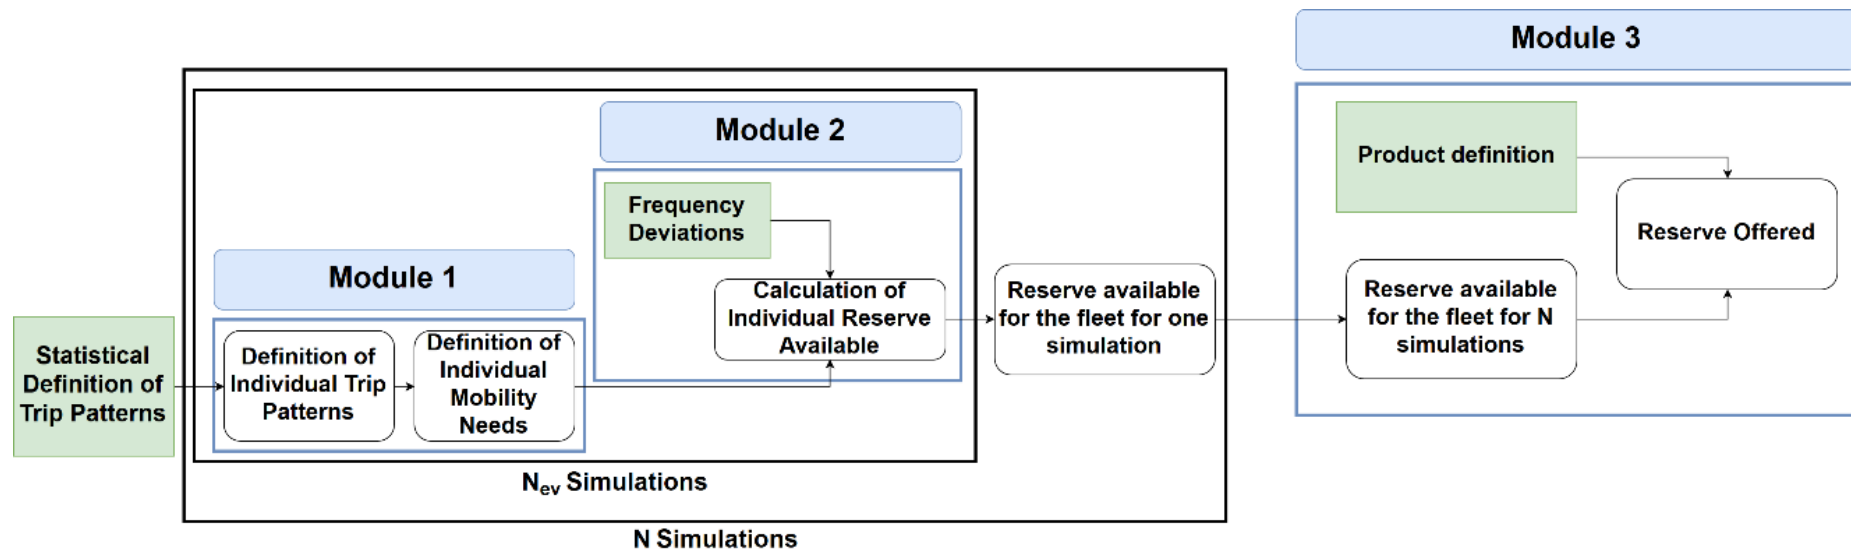 Module 3
Module 2
Product definition
Frequency
Deviations
Reserve Offered
Module 1
Calculation of
Individual Reserve
Available
Reserve available
for the fleet for one
simulation
Reserve available
for the fleet for N
simulations
Statistical
Definition of
Trip Patterns
Definition of
Individual Trip
Patterns
Definition of
Individual
Mobility
Needs
Nev Simulations
N Simulations